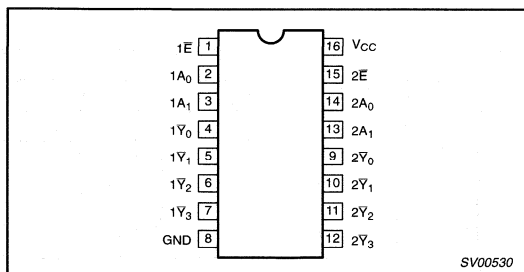 1E̅ 1 16 VCC
1A0 2 15 2E̅
1A1 3 14 2A0
1Y̅0 4 13 2A1
1Y̅1 5 9 2Y̅0
1Y̅2 6 10 2Y̅1
1Y̅3 7 11 2Y̅2
GND 8 12 2Y̅3
SV00530